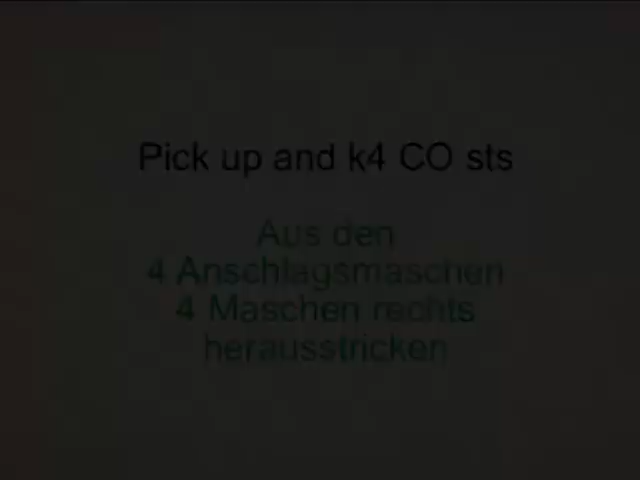 Pick up and k4 CO sts
Aus den
4 Anschlagsmaschen
4 Maschen rechts
herausstricken